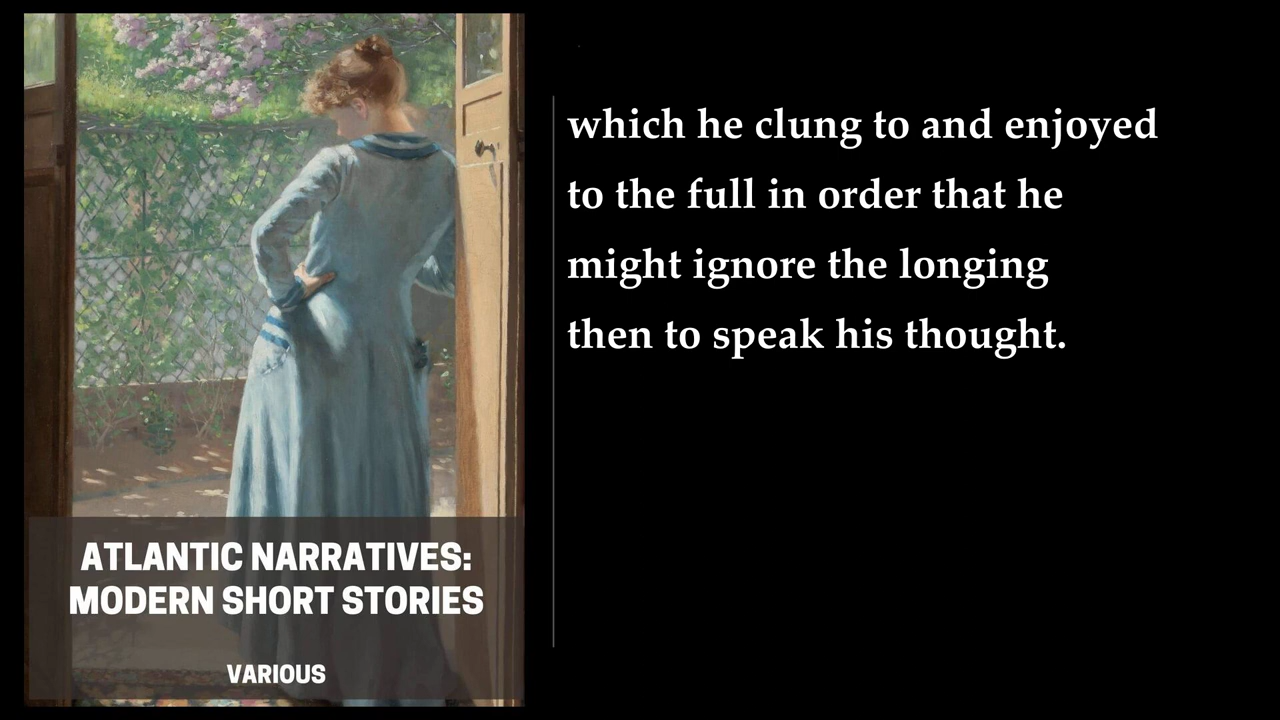 which he clung to and enjoyed
to the full in order that he
might ignore the longing
then to speak his thought.
ATLANTIC NARRATIVES:
MODERN SHORT STORIES
VARIOUS